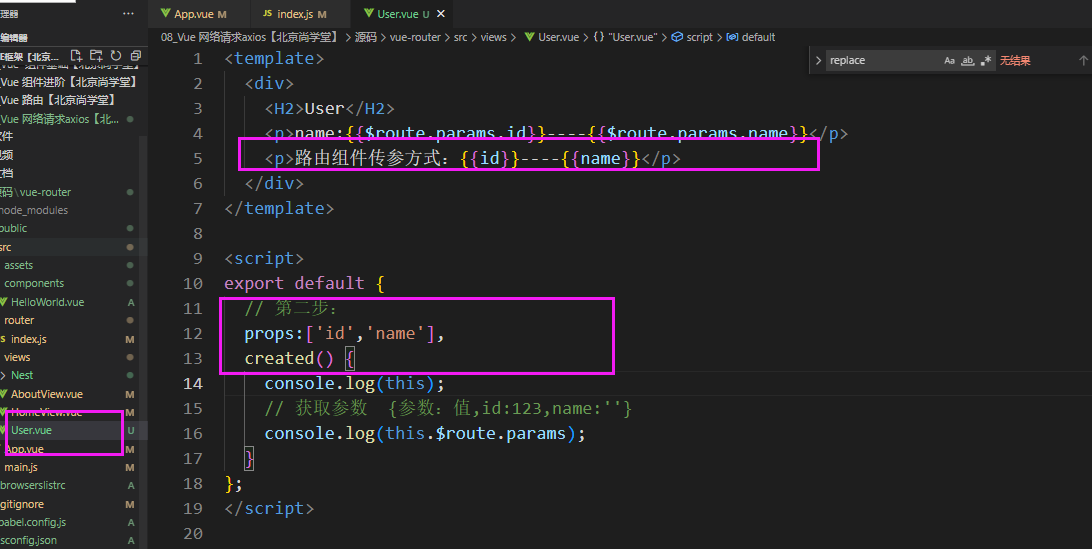 理器 ···
App.vue M
JS index.js M
User.vue U ×
编辑器
08_Vue 网络请求axios【北京尚学堂】 > 源码 > vue-router > src > views > User.vue > {} "User.vue" > script > default
E框架【北京...
_Vue 组件进阶【北京尚学堂】
_Vue 路由【北京尚学堂】
_Vue 网络请求axios【北...
源码\vue-router
node_modules
public
src
assets
components
HelloWorld.vue A
router
JS index.js M
views
> Nest
AboutView.vue M
HomeView.vue M
User.vue U
App.vue M
main.js M
browserslistrc A
gitignore M
babel.config.js A
jsconfig.json A
> replace Aa ab .* 无结果
1 <template>
2 <div>
3 <H2>User</H2>
4 <p>name:{{$route.params.id}}----{{$route.params.name}}</p>
5 <p>路由组件传参方式：{{id}}----{{name}}</p>
6 </div>
7 </template>
8
9 <script>
10 export default {
11 // 第二步：
12 props:['id','name'],
13 created() {
14 console.log(this);
15 // 获取参数 {参数：值,id:123,name:''}
16 console.log(this.$route.params);
17 }
18 };
19 </script>
20